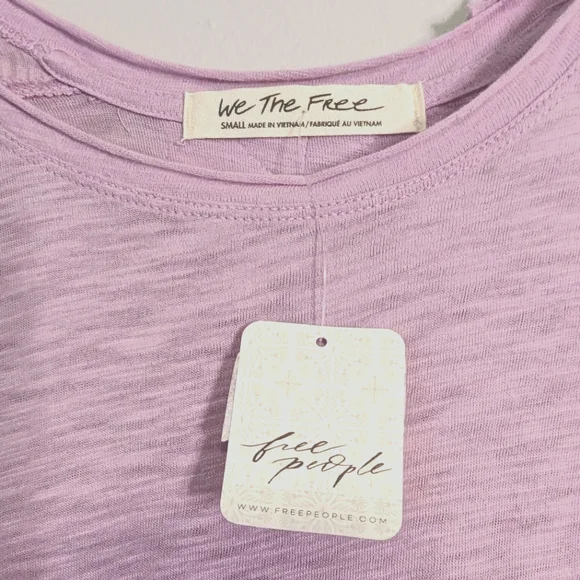 We The Free
SMALL MADE IN VIETNAM/FABRIQUÉ AU VIETNAM
free
people
WWW.FREEPEOPLE.COM